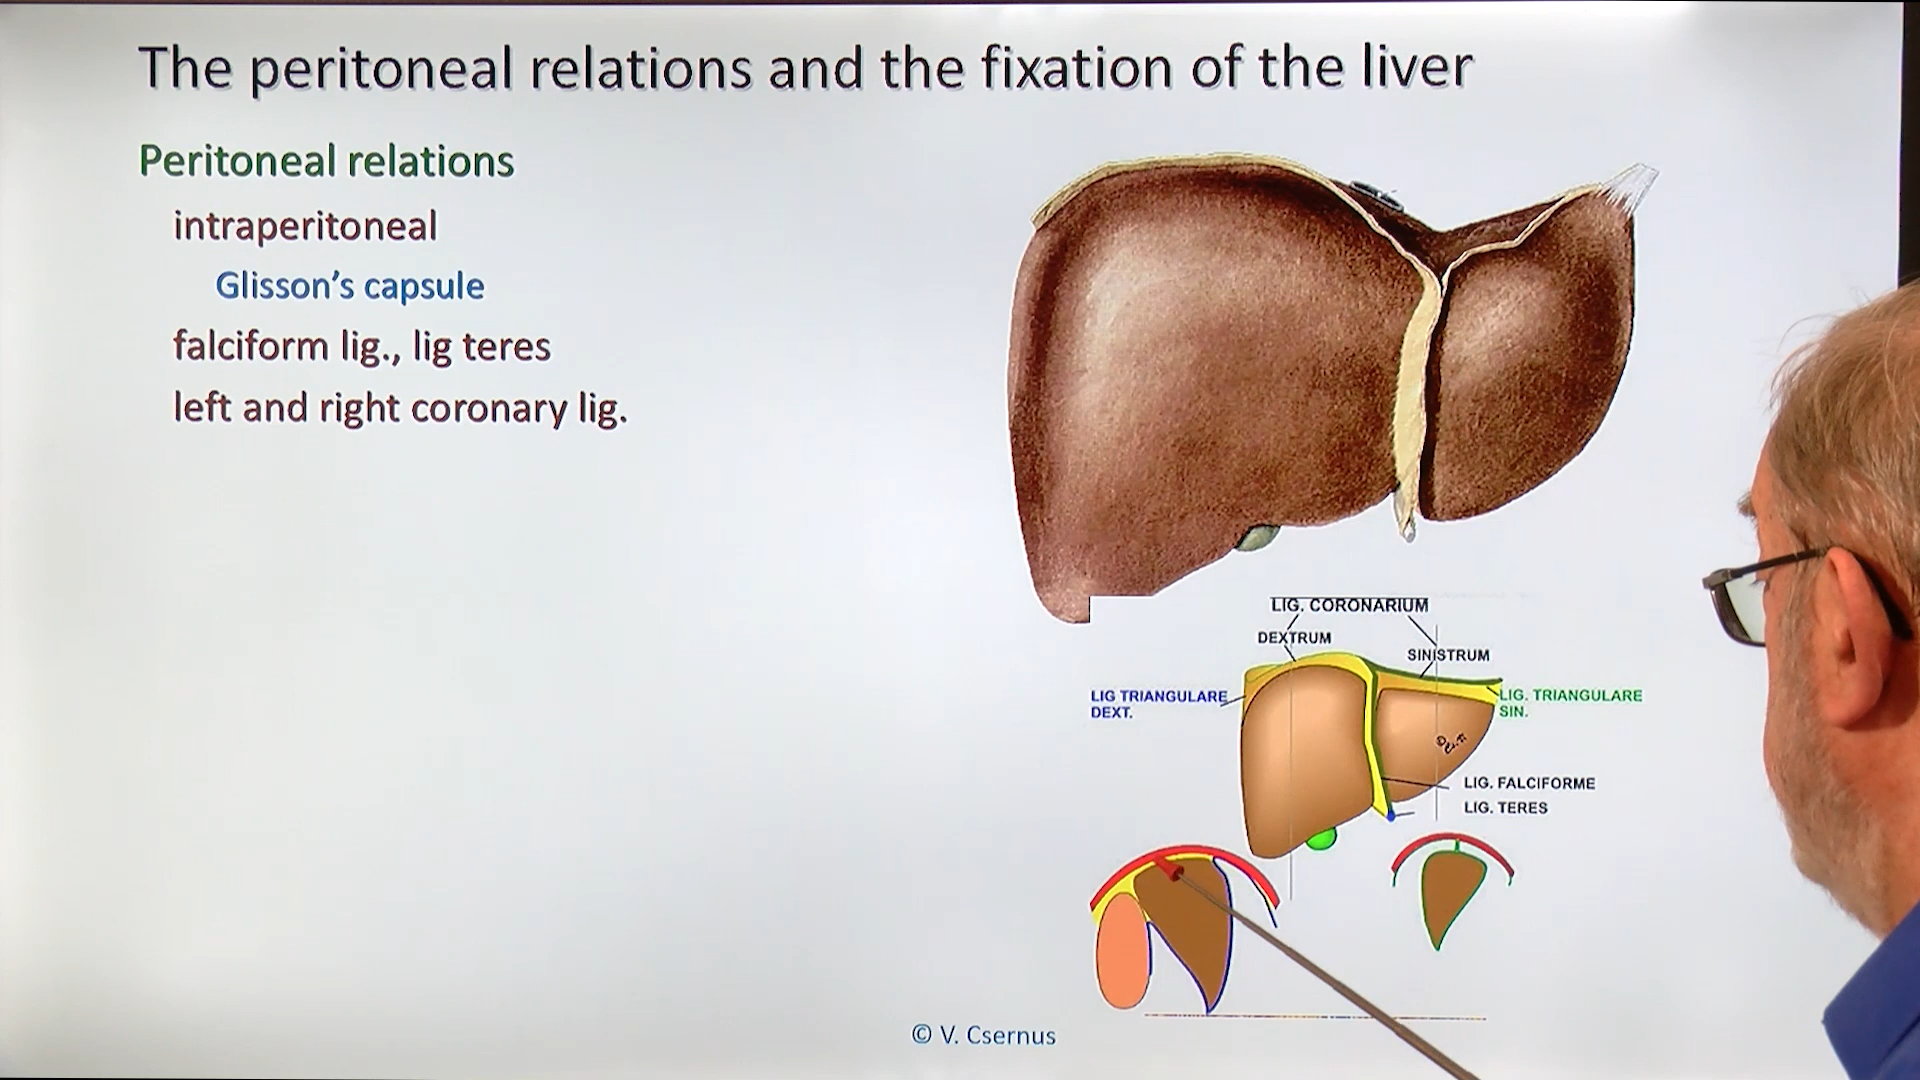 The peritoneal relations and the fixation of the liver
Peritoneal relations
intraperitoneal
Glisson's capsule
falciform lig., lig teres
left and right coronary lig.
LIG. CORONARIUM
DEXTRUM
SINISTRUM
LIG TRIANGULARE
DEXT.
LIG. TRIANGULARE
SIN.
LIG. FALCIFORME
LIG. TERES
© V. Csernus